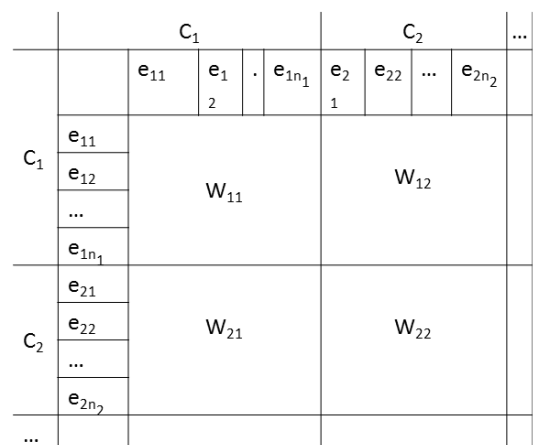 C₁ C₂ ...
e₁₁ e₁₂ . e₁ₙ₁ e₂₁ e₂₂ ... e₂ₙ₂
C₁
e₁₁
e₁₂
...
e₁ₙ₁
W₁₁ W₁₂
C₂
e₂₁
e₂₂
...
e₂ₙ₂
W₂₁ W₂₂
...